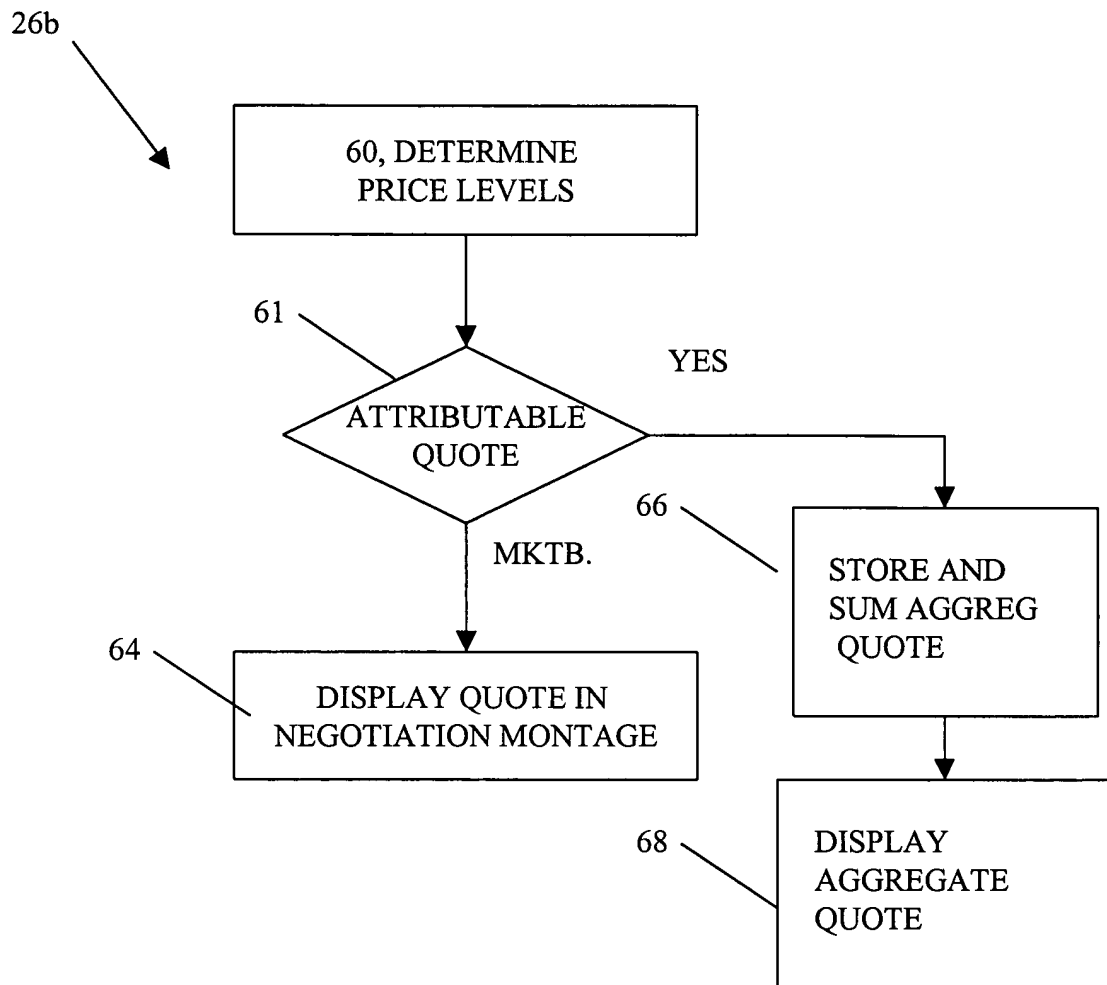 26b
60, DETERMINE
PRICE LEVELS
61
YES
ATTRIBUTABLE
QUOTE
MKTB.
66
STORE AND
SUM AGGREG
QUOTE
64
DISPLAY QUOTE IN
NEGOTIATION MONTAGE
68
DISPLAY
AGGREGATE
QUOTE